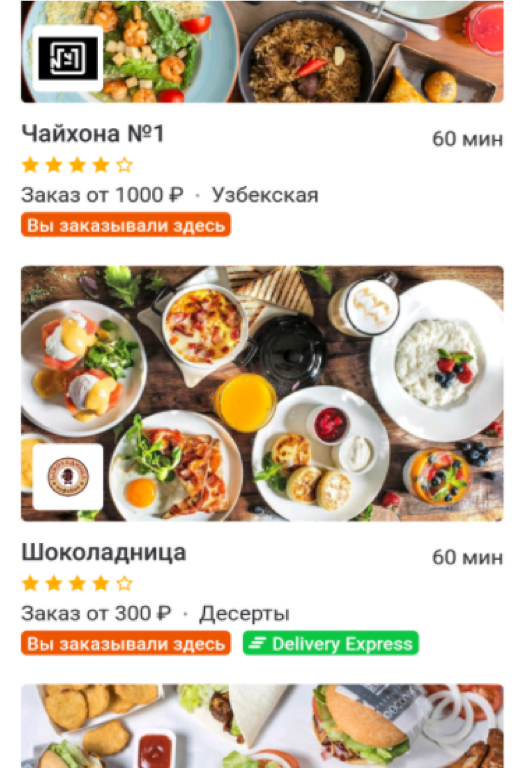 Чайхона №1
60 мин
Заказ от 1000 ₽ · Узбекская
Вы заказывали здесь
Шоколадница
60 мин
Заказ от 300 ₽ · Десерты
Вы заказывали здесь Delivery Express